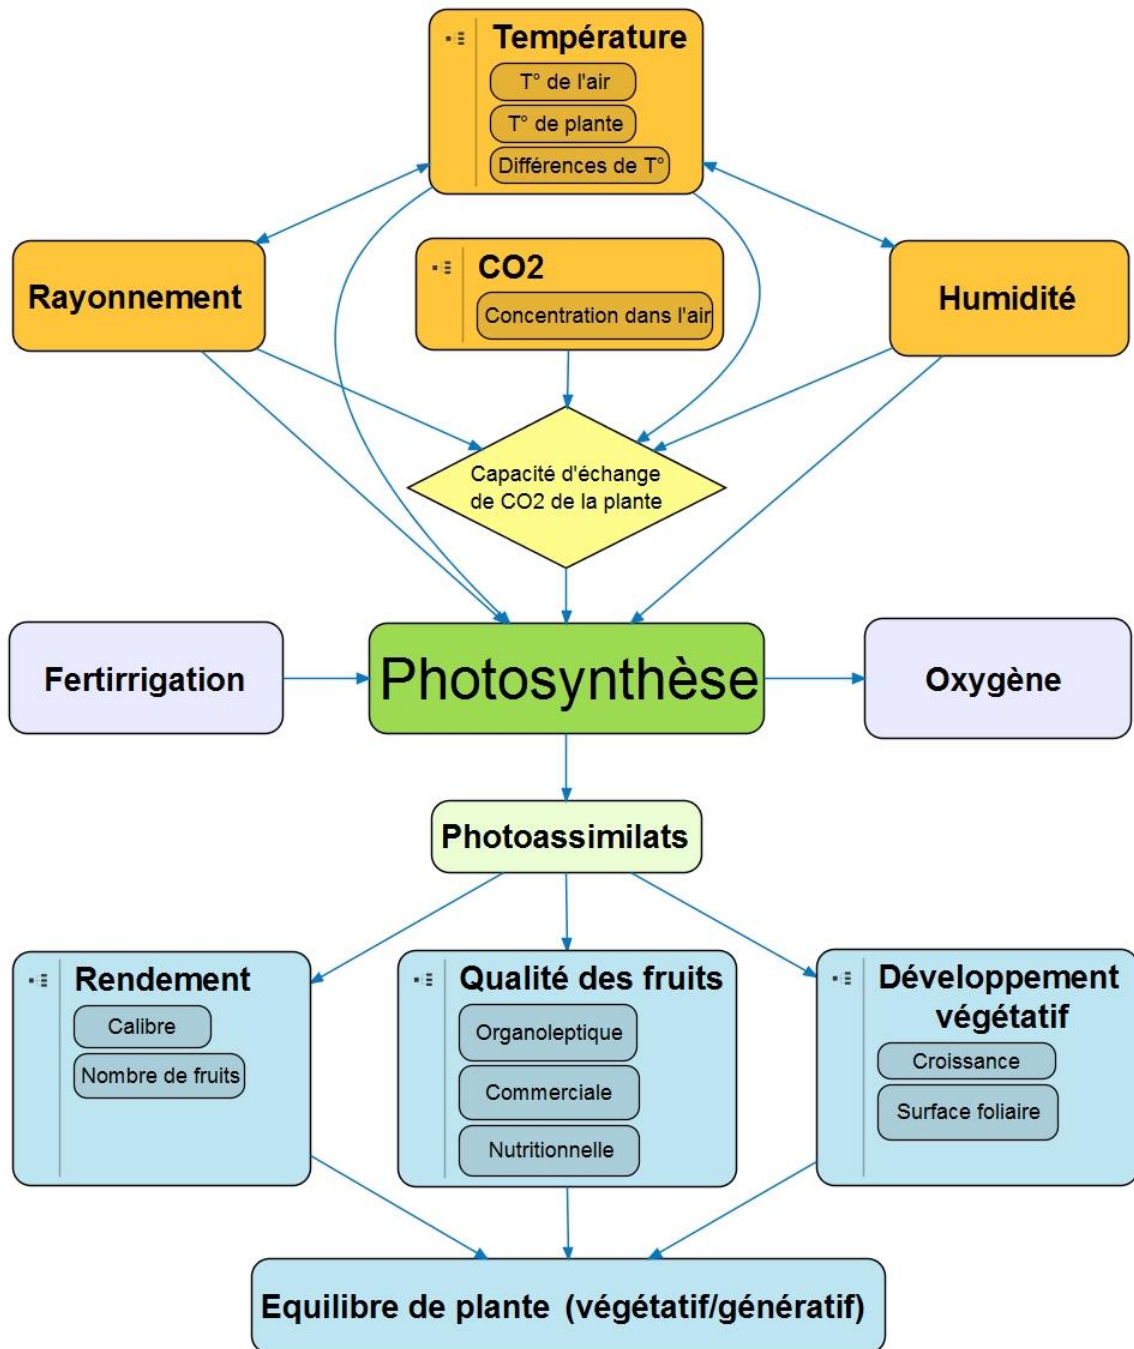 Température
T° de l'air
T° de plante
Différences de T°
Rayonnement
CO2
Concentration dans l'air
Humidité
Capacité d'échange
de CO2 de la plante
Fertirrigation
Photosynthèse
Oxygène
Photoassimilats
Rendement
Calibre
Nombre de fruits
Qualité des fruits
Organoleptique
Commerciale
Nutritionnelle
Développement
végétatif
Croissance
Surface foliaire
Equilibre de plante (végétatif/génératif)